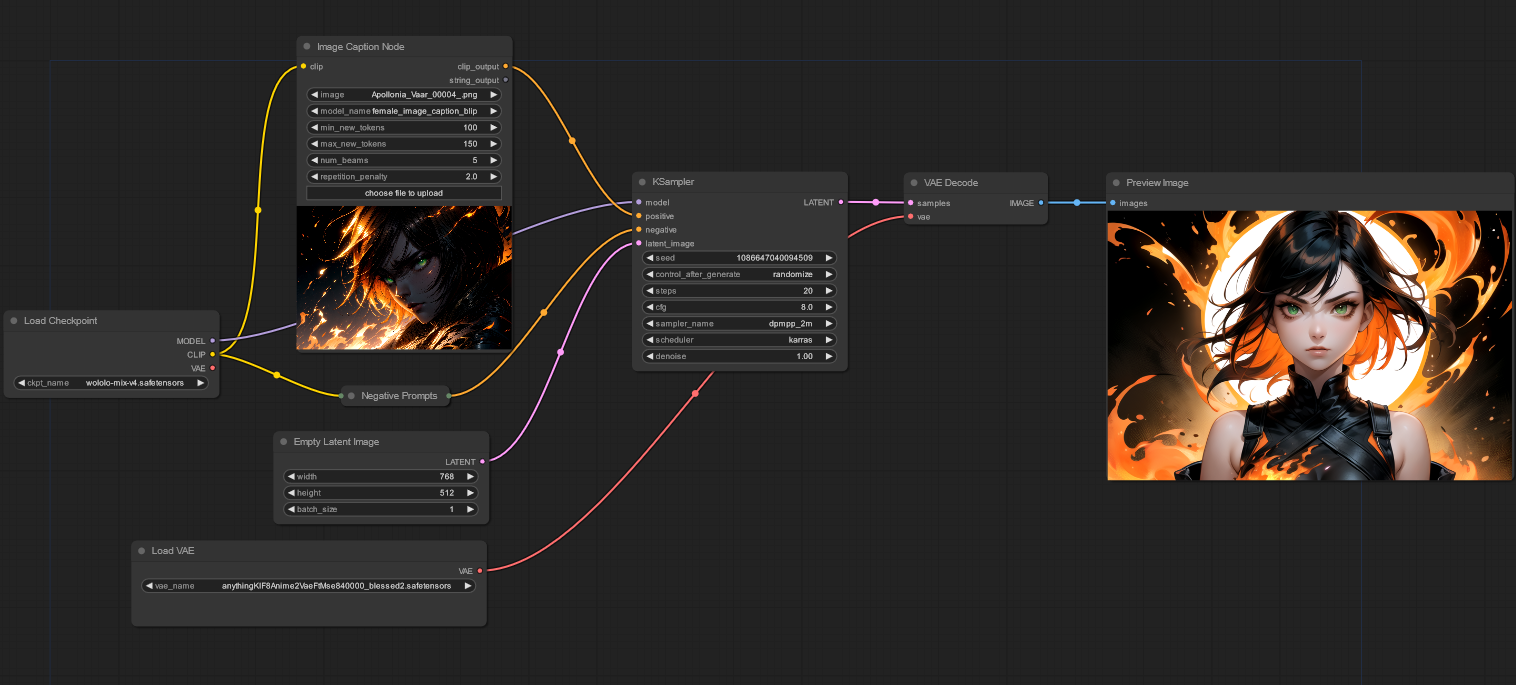 Image Caption Node
clip clip_output
string_output
image Apollonia_Vaar_00004_.png
model_name female_image_caption_blip
min_new_tokens 100
max_new_tokens 150
num_beams 5
repetition_penalty 2.0
choose file to upload
Load Checkpoint
MODEL
CLIP
VAE
ckpt_name wololo-mix-v4.safetensors
Negative Prompts
Empty Latent Image
LATENT
width 768
height 512
batch_size 1
Load VAE
VAE
vae_name anythingKlF8Anime2VaeFtMse840000_blessed2.safetensors
KSampler
model LATENT
positive
negative
latent_image
seed 1086647040094509
control_after_generate randomize
steps 20
cfg 8.0
sampler_name dpmpp_2m
scheduler karras
denoise 1.00
VAE Decode
samples IMAGE
vae
Preview Image
images